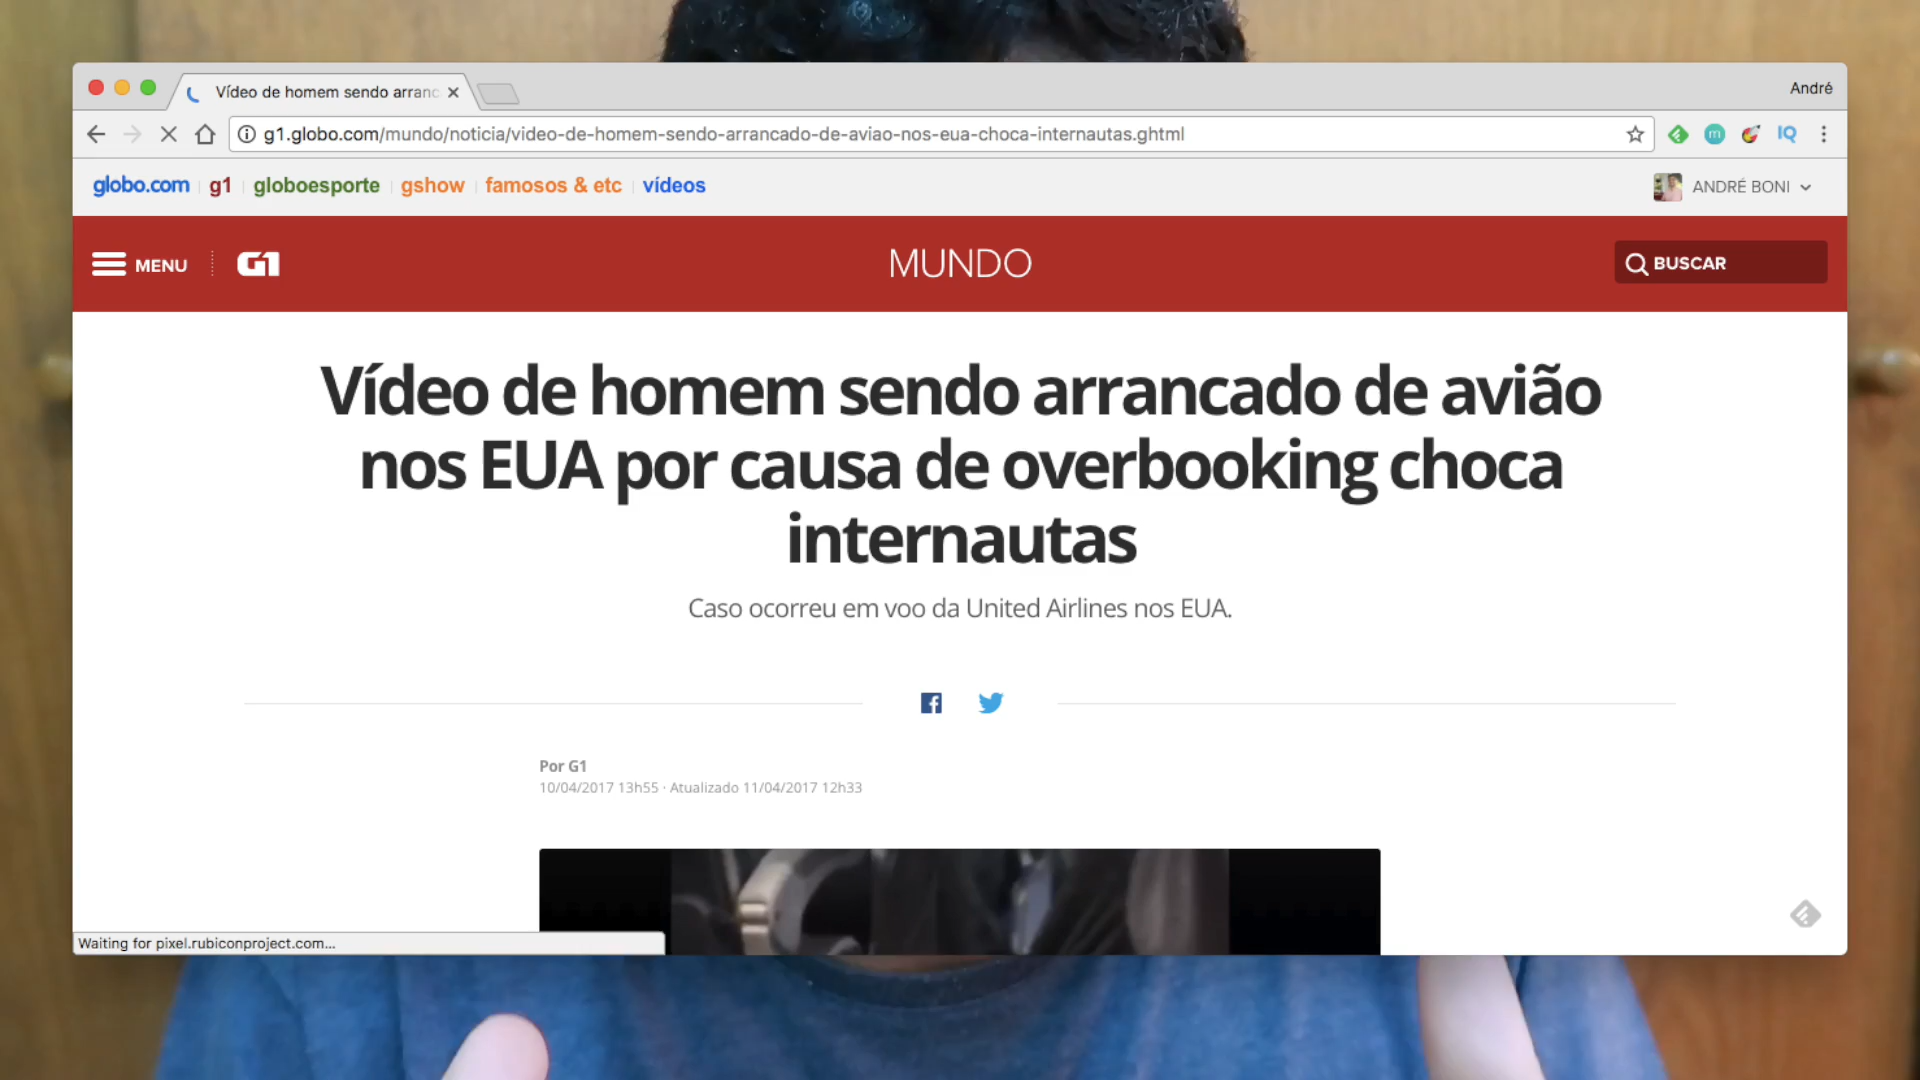 Vídeo de homem sendo arranc
André
g1.globo.com/mundo/noticia/video-de-homem-sendo-arrancado-de-aviao-nos-eua-choca-internautas.ghtml
m
IQ
globo.com g1 globoesporte gshow famosos & etc vídeos
ANDRÉ BONI
MENU G1 MUNDO BUSCAR
Vídeo de homem sendo arrancado de avião
nos EUA por causa de overbooking choca
internautas
Caso ocorreu em voo da United Airlines nos EUA.
Por G1
10/04/2017 13h55 · Atualizado 11/04/2017 12h33
Waiting for pixel.rubiconproject.com...